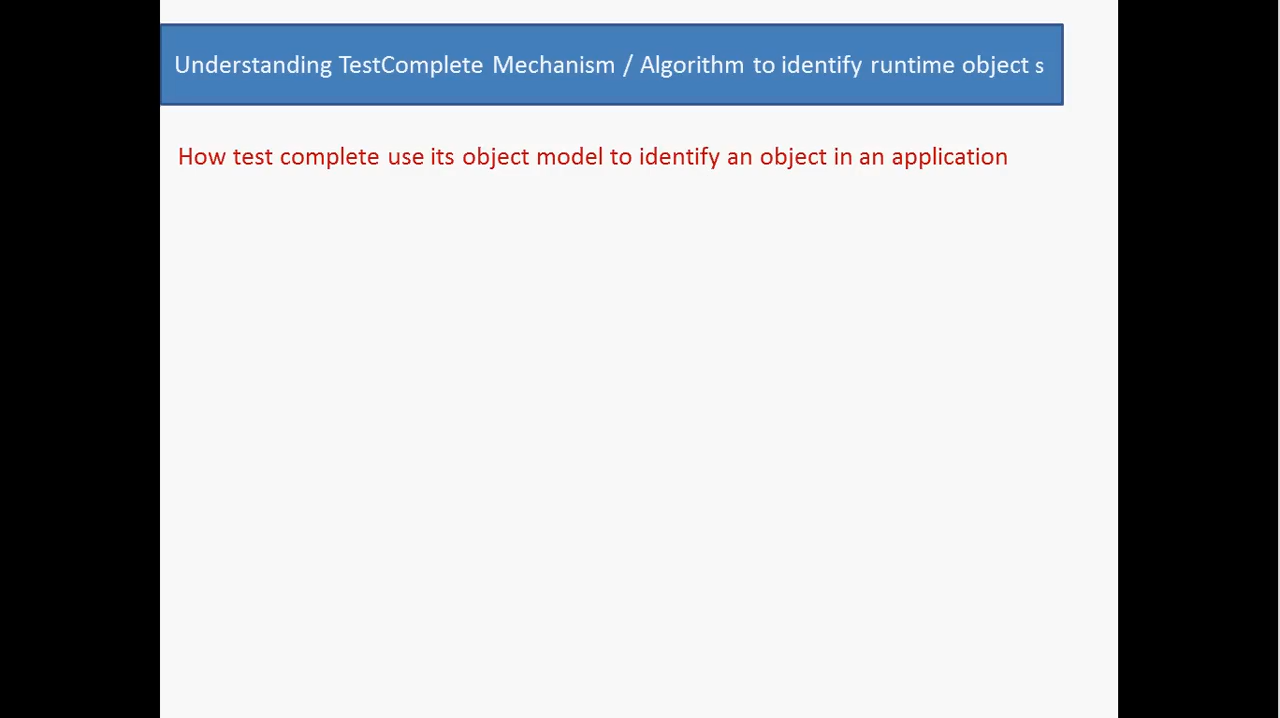 Understanding TestComplete Mechanism / Algorithm to identify runtime object s
How test complete use its object model to identify an object in an application